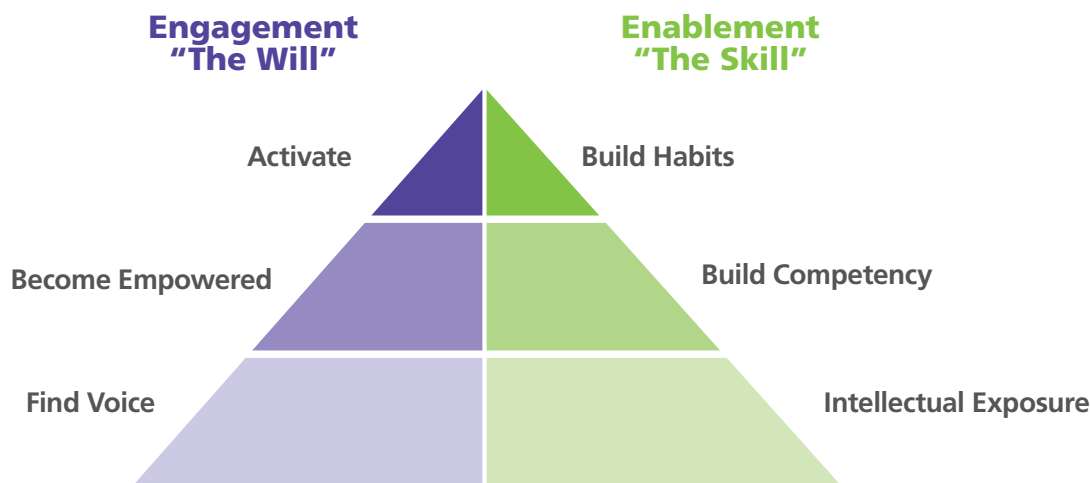 Engagement
“The Will”
Enablement
“The Skill”
Activate
Build Habits
Become Empowered
Build Competency
Find Voice
Intellectual Exposure